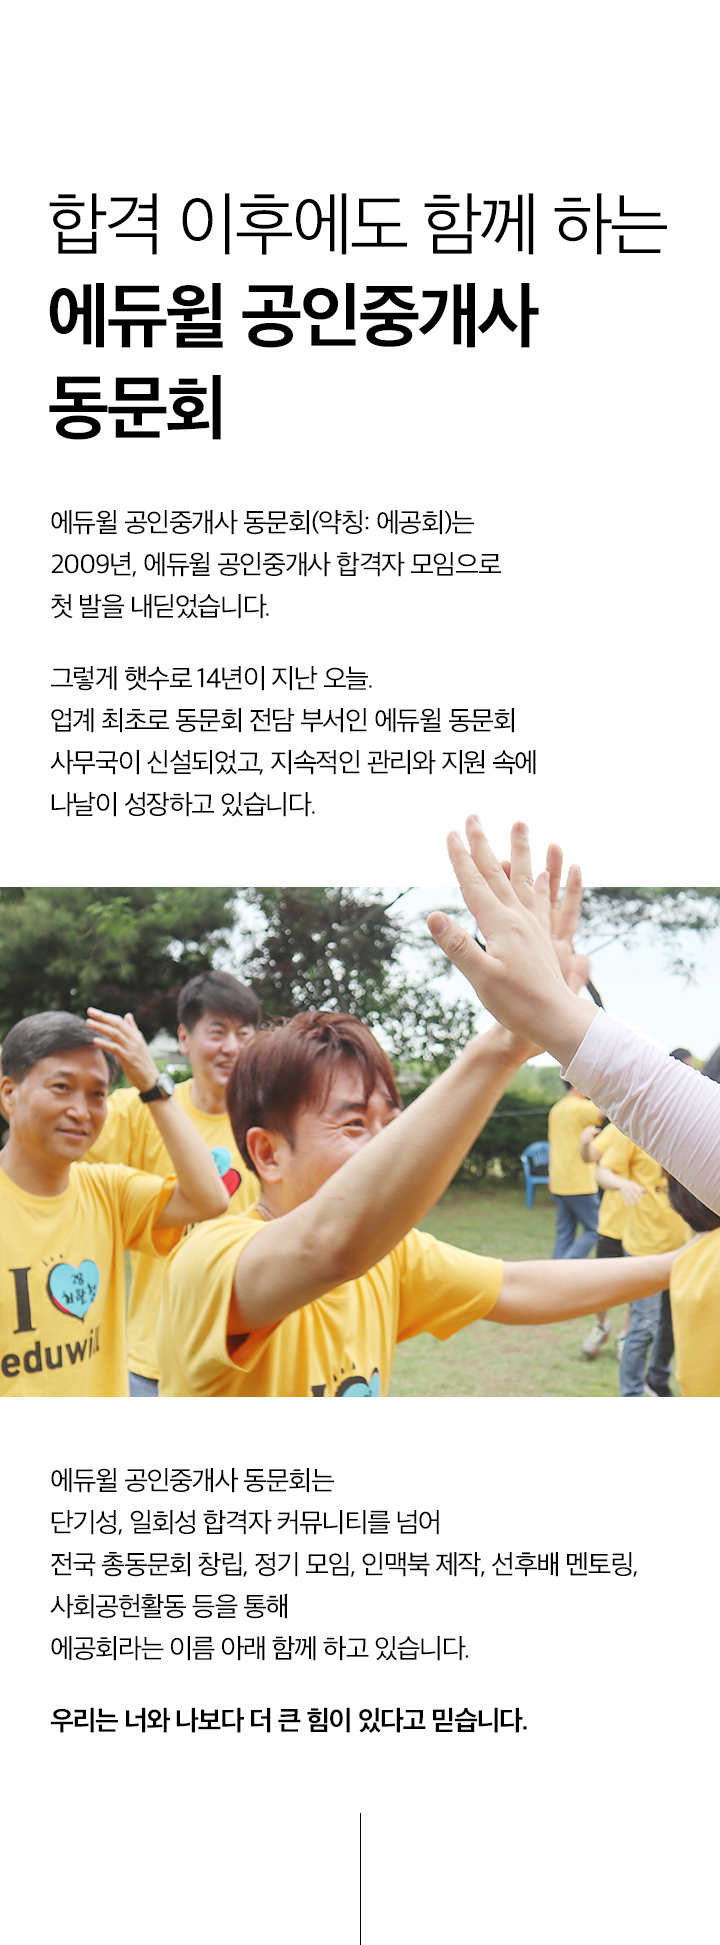 합격 이후에도 함께 하는
에듀윌 공인중개사
동문회
에듀윌 공인중개사 동문회(약칭: 에공회)는
2009년, 에듀윌 공인중개사 합격자 모임으로
첫 발을 내딛었습니다.
그렇게 햇수로 14년이 지난 오늘.
업계 최초로 동문회 전담 부서인 에듀윌 동문회
사무국이 신설되었고, 지속적인 관리와 지원 속에
나날이 성장하고 있습니다.
I
eduwill
에듀윌 공인중개사 동문회는
단기성, 일회성 합격자 커뮤니티를 넘어
전국 총동문회 창립, 정기 모임, 인맥북 제작, 선후배 멘토링,
사회공헌활동 등을 통해
에공회라는 이름 아래 함께 하고 있습니다.
우리는 너와 나보다 더 큰 힘이 있다고 믿습니다.